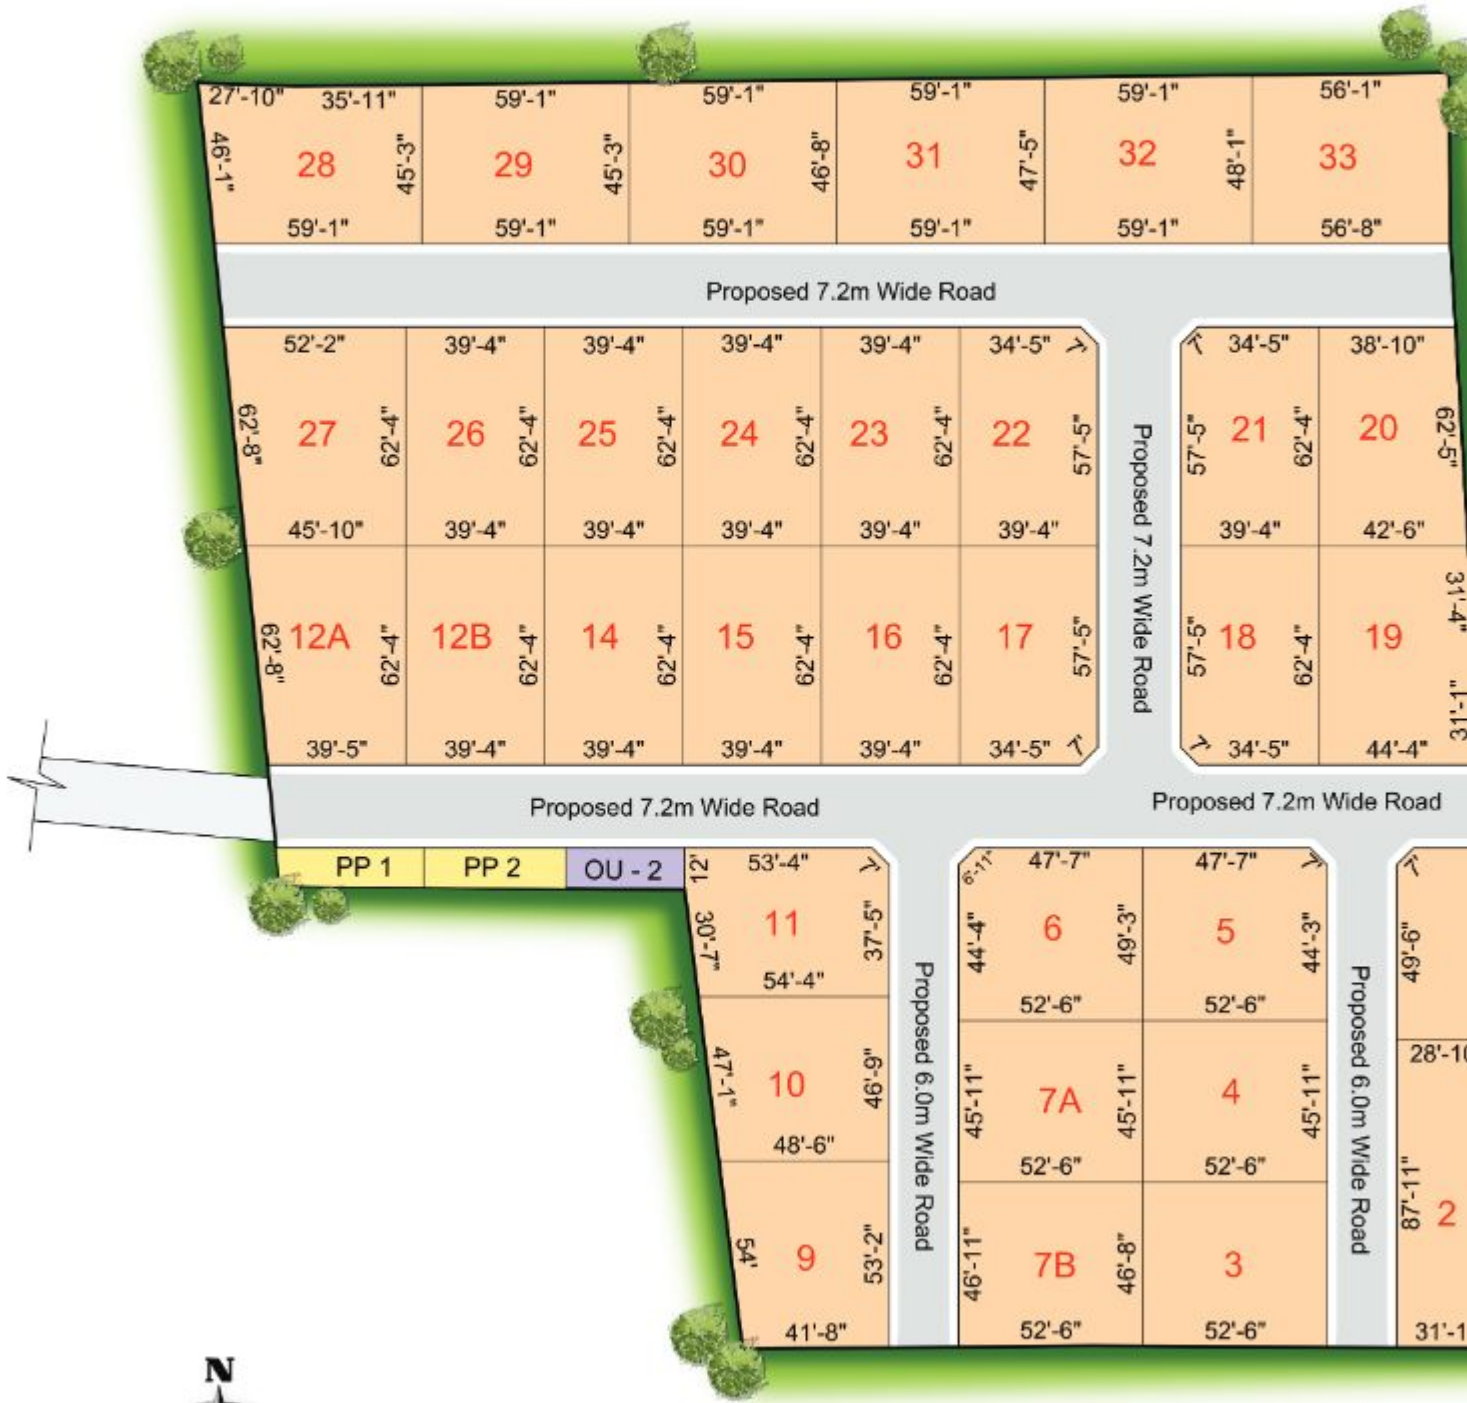 27'-10" 35'-11" 59'-1" 59'-1" 59'-1" 59'-1" 56'-1"
46'-1" 28 45'-3" 29 45'-3" 30 46'-8" 31 47'-5" 32 48'-1" 33
59'-1" 59'-1" 59'-1" 59'-1" 59'-1" 56'-8"
Proposed 7.2m Wide Road
52'-2" 39'-4" 39'-4" 39'-4" 39'-4" 34'-5" 7' 7' 34'-5" 38'-10"
62'-8" 27 62'-4" 26 62'-4" 25 62'-4" 24 62'-4" 23 62'-4" 22 57'-5" 57'-5" 21 62'-4" 20 62'-5"
45'-10" 39'-4" 39'-4" 39'-4" 39'-4" 39'-4" 39'-4" 42'-6"
Proposed 7.2m Wide Road
31'-4"
62'-8" 12A 62'-4" 12B 62'-4" 14 62'-4" 15 62'-4" 16 62'-4" 17 57'-5" 57'-5" 18 62'-4" 19
31'-1"
39'-5" 39'-4" 39'-4" 39'-4" 39'-4" 34'-5" 7' 7' 34'-5" 44'-4"
Proposed 7.2m Wide Road Proposed 7.2m Wide Road
PP 1 PP 2 OU - 2 12' 53'-4" 7' 6'-11" 47'-7" 47'-7" 7' 7'
30'-7" 11 37'-5" 44'-4" 6 49'-3" 5 44'-3" 49'-6"
54'-4" 52'-6" 52'-6"
Proposed 6.0m Wide Road Proposed 6.0m Wide Road
28'-10
47'-1" 10 46'-9" 45'-11" 7A 45'-11" 4 45'-11"
48'-6" 52'-6" 52'-6"
87'-11" 2
54' 9 53'-2" 46'-11" 7B 46'-8" 3
41'-8" 52'-6" 52'-6" 31'-1
N